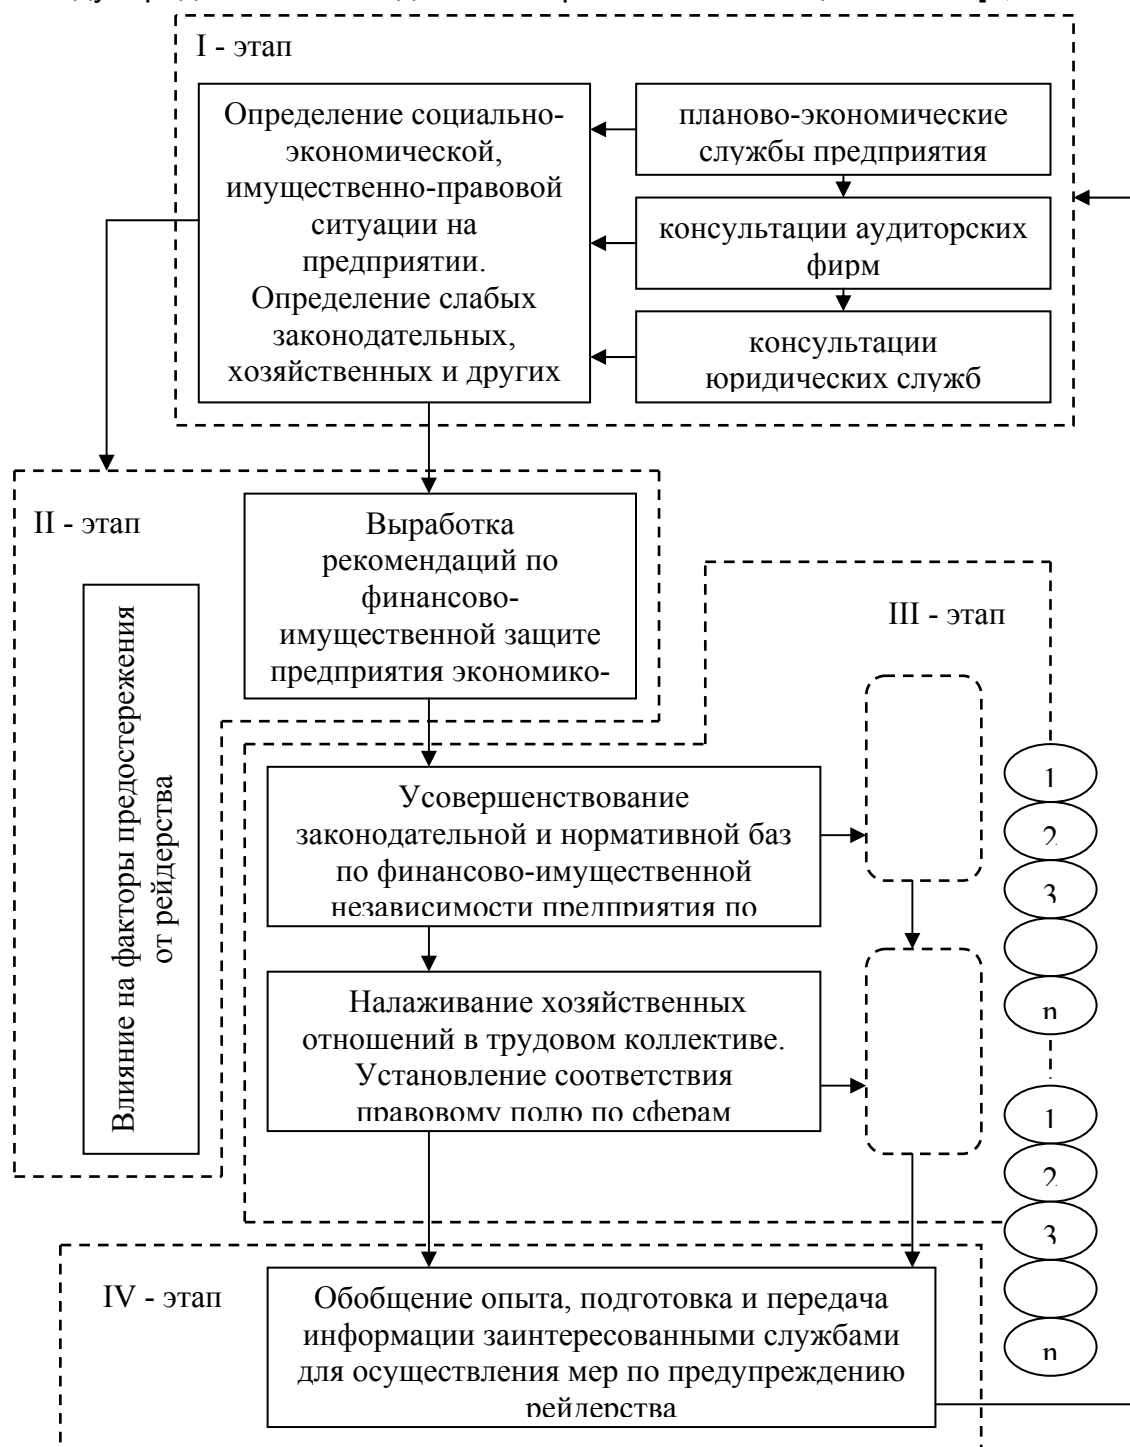 I - этап
Определение социально-
экономической,
имущественно-правовой
ситуации на
предприятии.
Определение слабых
законодательных,
хозяйственных и других
планово-экономические
службы предприятия
консультации аудиторских
фирм
консультации
юридических служб
II - этап
Выработка
рекомендаций по
финансово-
имущественной защите
предприятия экономико-
Влияние на факторы предостережения
от рейдерства
III - этап
Усовершенствование
законодательной и нормативной баз
по финансово-имущественной
независимости предприятия по
Налаживание хозяйственных
отношений в трудовом коллективе.
Установление соответствия
правовому полю по сферам
1
2
3
n
1
2
3
n
IV - этап
Обобщение опыта, подготовка и передача
информации заинтересованными службами
для осуществления мер по предупреждению
рейдерства